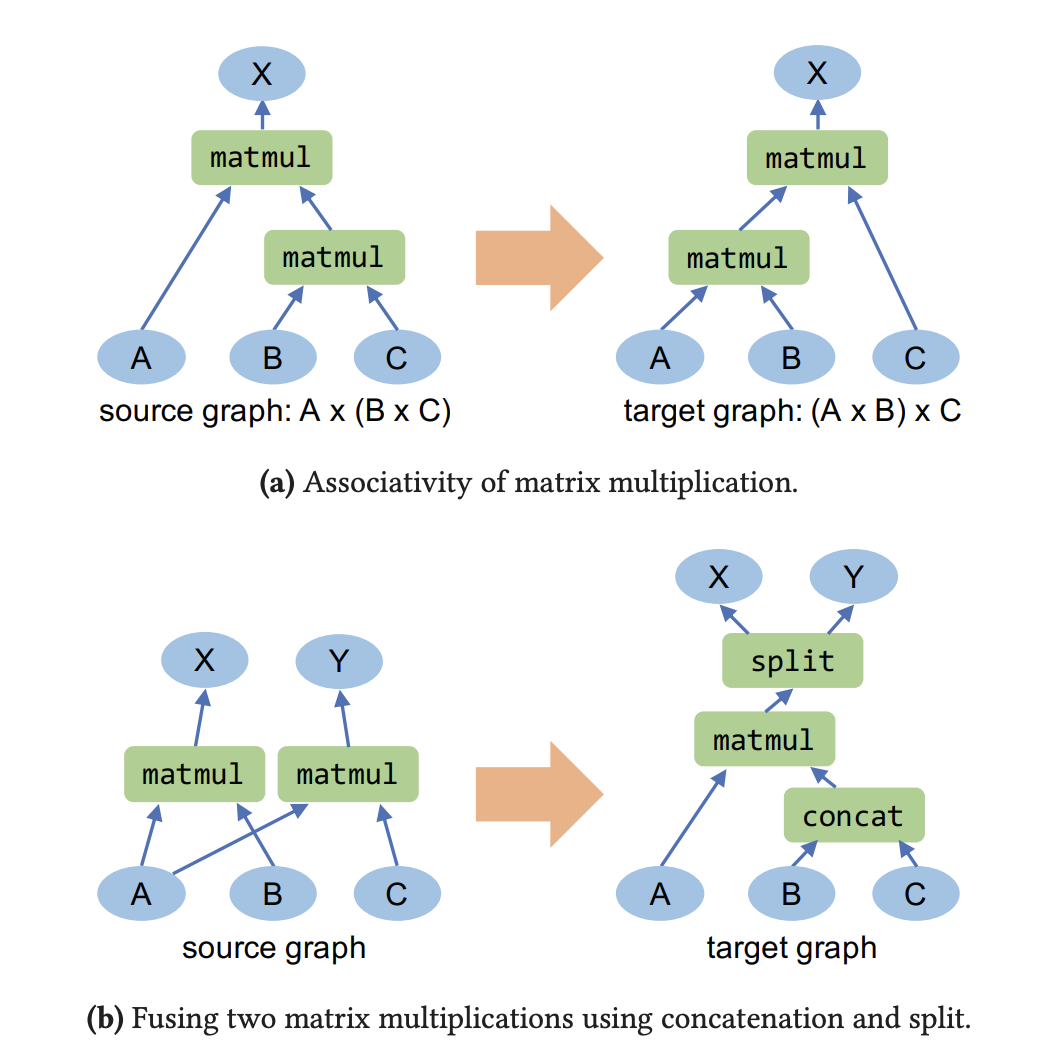 X
X
matmul
matmul
matmul
matmul
A
B
C
A
B
C
source graph: A x (B x C)
target graph: (A x B) x C
(a) Associativity of matrix multiplication.
X
Y
X
Y
split
matmul
matmul
matmul
concat
A
B
C
A
B
C
source graph
target graph
(b) Fusing two matrix multiplications using concatenation and split.